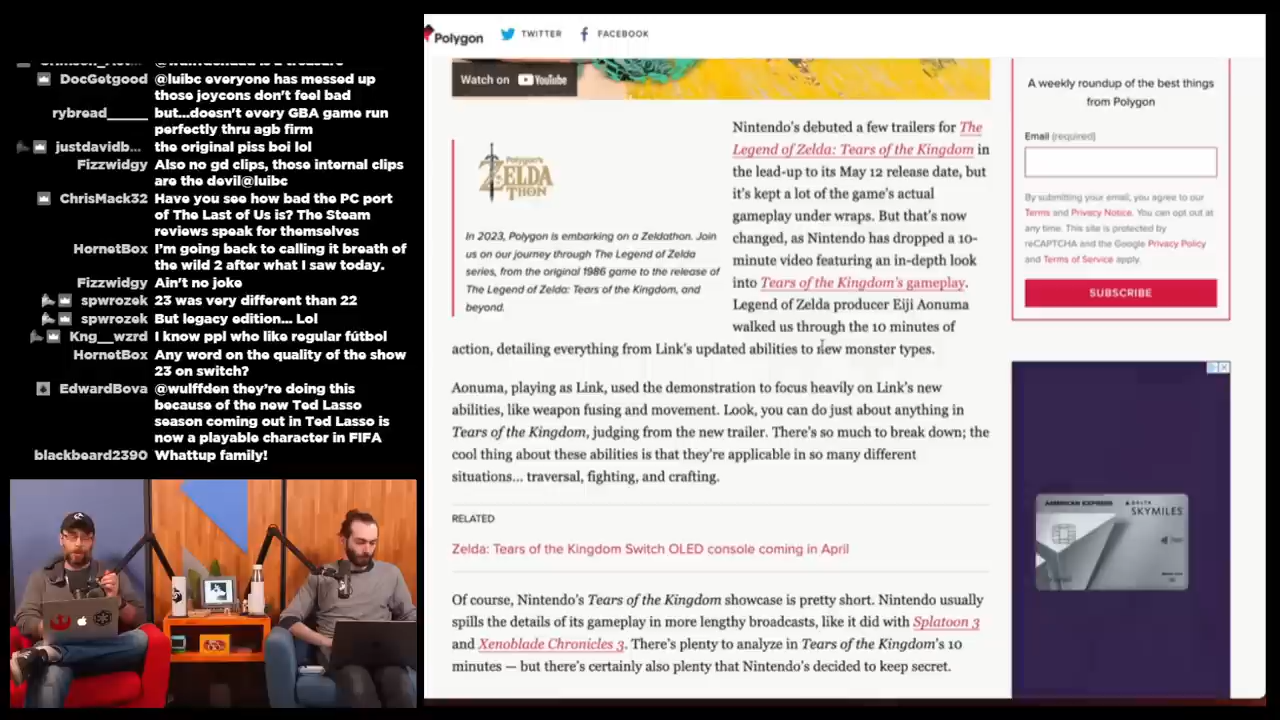 @luibc everyone has messed up
DocGetgood
those joycons don't feel bad
rybread______ but...doesn't every GBA game run
perfectly thru agb firm
justdavidb... the original piss boi lol
Fizzwidgy Also no gd clips, those internal clips
are the devil@luibc
ChrisMack32 Have you see how bad the PC port
of The Last of Us is? The Steam
reviews speak for themselves
HornetBox I'm going back to calling it breath of
the wild 2 after what I saw today.
Fizzwidgy Ain't no joke
spwrozek 23 was very different than 22
spwrozek But legacy edition... Lol
Kng__wzrd I know ppl who like regular fútbol
HornetBox Any word on the quality of the show
23 on switch?
EdwardBova @wulffden they're doing this
because of the new Ted Lasso
season coming out in Ted Lasso is
now a playable character in FIFA
blackbeard2390 Whattup family!
Polygon TWITTER FACEBOOK
Watch on YouTube
Polygon's
ZELDA
THON
In 2023, Polygon is embarking on a Zeldathon. Join
us on our journey through The Legend of Zelda
series, from the original 1986 game to the release of
The Legend of Zelda: Tears of the Kingdom, and
beyond.
Nintendo's debuted a few trailers for The
Legend of Zelda: Tears of the Kingdom in
the lead-up to its May 12 release date, but
it's kept a lot of the game's actual
gameplay under wraps. But that's now
changed, as Nintendo has dropped a 10-
minute video featuring an in-depth look
into Tears of the Kingdom's gameplay.
Legend of Zelda producer Eiji Aonuma
walked us through the 10 minutes of
action, detailing everything from Link's updated abilities to new monster types.
Aonuma, playing as Link, used the demonstration to focus heavily on Link's new
abilities, like weapon fusing and movement. Look, you can do just about anything in
Tears of the Kingdom, judging from the new trailer. There's so much to break down; the
cool thing about these abilities is that they're applicable in so many different
situations... traversal, fighting, and crafting.
RELATED
Zelda: Tears of the Kingdom Switch OLED console coming in April
Of course, Nintendo's Tears of the Kingdom showcase is pretty short. Nintendo usually
spills the details of its gameplay in more lengthy broadcasts, like it did with Splatoon 3
and Xenoblade Chronicles 3. There's plenty to analyze in Tears of the Kingdom's 10
minutes — but there's certainly also plenty that Nintendo's decided to keep secret.
A weekly roundup of the best things
from Polygon
Email (required)
By submitting your email, you agree to our
Terms and Privacy Notice. You can opt out at
any time. This site is protected by
reCAPTCHA and the Google Privacy Policy
and Terms of Service apply.
SUBSCRIBE
AMERICAN EXPRESS DELTA
SKYMILES